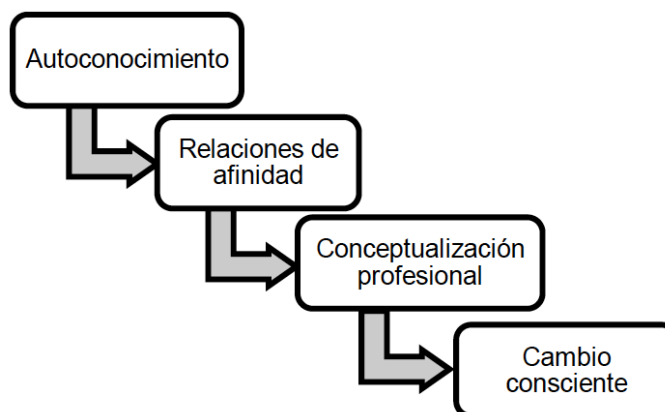 Autoconocimiento
Relaciones de
afinidad
Conceptualización
profesional
Cambio
consciente